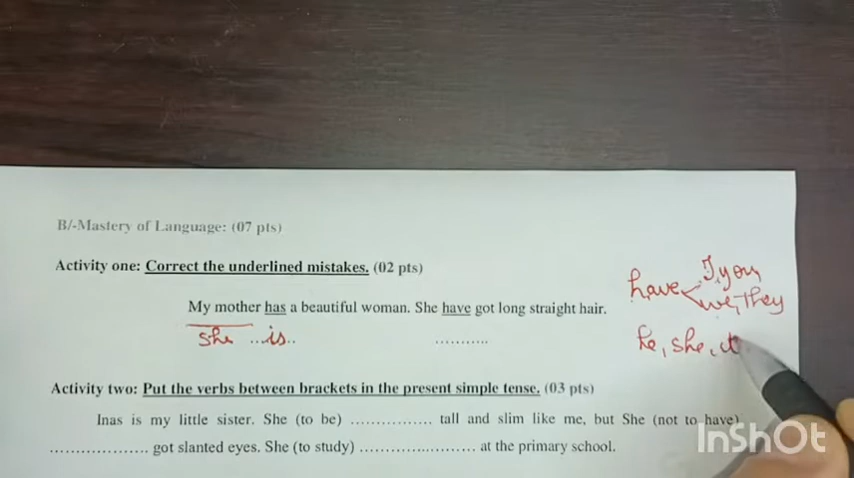 B/-Mastery of Language: (07 pts)
Activity one: Correct the underlined mistakes. (02 pts)
have I, you
we, they
My mother has a beautiful woman. She have got long straight hair.
she ...is.. ...........
he, she, it
Activity two: Put the verbs between brackets in the present simple tense. (03 pts)
Inas is my little sister. She (to be) ................ tall and slim like me, but She (not to have)
................... got slanted eyes. She (to study) ....................... at the primary school.
InShOt